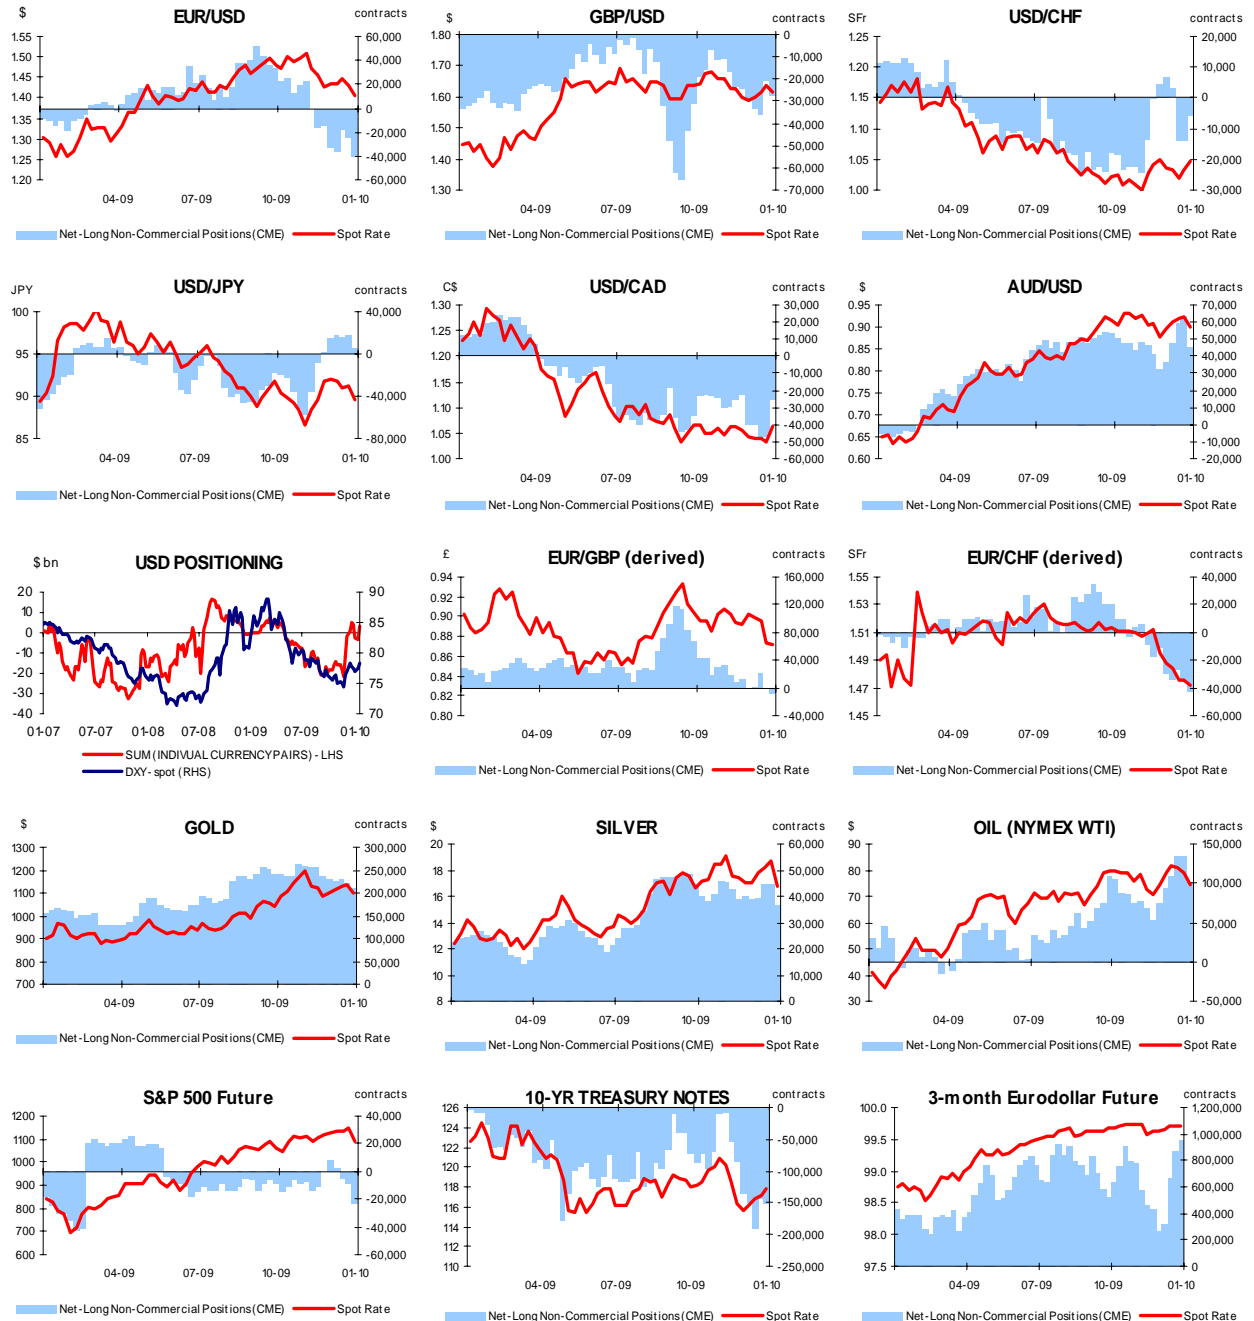 $ EUR/USD contracts
1.55 60,000
1.50 40,000
1.45 20,000
1.40 0
1.35 -20,000
1.30 -40,000
1.25 -60,000
1.20
04-09 07-09 10-09 01-10
Net-Long Non-Commercial Positions (CME) Spot Rate
$ GBP/USD contracts
1.80 0
1.70 -10,000
1.60 -20,000
1.50 -30,000
1.40 -40,000
1.30 -50,000
-60,000
-70,000
04-09 07-09 10-09 01-10
Net-Long Non-Commercial Positions (CME) Spot Rate
SFr USD/CHF contracts
1.25 20,000
1.20 10,000
1.15 0
1.10 -10,000
1.05 -20,000
1.00 -30,000
04-09 07-09 10-09 01-10
Net-Long Non-Commercial Positions (CME) Spot Rate
JPY USD/JPY contracts
100 40,000
95 0
90 -40,000
85 -80,000
04-09 07-09 10-09 01-10
Net-Long Non-Commercial Positions (CME) Spot Rate
C$ USD/CAD contracts
1.30 30,000
1.25 20,000
1.20 10,000
1.15 0
1.10 -10,000
1.05 -20,000
1.00 -30,000
-40,000
-50,000
-60,000
04-09 07-09 10-09 01-10
Net-Long Non-Commercial Positions (CME) Spot Rate
$ AUD/USD contracts
0.95 70,000
0.90 60,000
0.85 50,000
0.80 40,000
0.75 30,000
0.70 20,000
0.65 10,000
0.60 0
-10,000
-20,000
04-09 07-09 10-09 01-10
Net-Long Non-Commercial Positions (CME) Spot Rate
$ bn USD POSITIONING
20 90
10 85
0 80
-10 75
-20 70
-30
-40
01-07 07-07 01-08 07-08 01-09 07-09 01-10
SUM (INDIVUAL CURRENCY PAIRS) - LHS
DXY- spot (RHS)
£ EUR/GBP (derived) contracts
0.94 160,000
0.92 120,000
0.90 80,000
0.88 40,000
0.86 0
0.84 -40,000
0.82
0.80
04-09 07-09 10-09 01-10
Net-Long Non-Commercial Positions (CME) Spot Rate
SFr EUR/CHF (derived) contracts
1.55 40,000
1.53 20,000
1.51 0
1.49 -20,000
1.47 -40,000
1.45 -60,000
04-09 07-09 10-09 01-10
Net-Long Non-Commercial Positions (CME) Spot Rate
$ GOLD contracts
1300 300,000
1200 250,000
1100 200,000
1000 150,000
900 100,000
800 50,000
700 0
04-09 07-09 10-09 01-10
Net-Long Non-Commercial Positions (CME) Spot Rate
$ SILVER contracts
20 60,000
18 50,000
16 40,000
14 30,000
12 20,000
10 10,000
8 0
04-09 07-09 10-09 01-10
Net-Long Non-Commercial Positions (CME) Spot Rate
$ OIL (NYMEX WTI) contracts
90 150,000
80 100,000
70 50,000
60 0
50 -50,000
40
30
04-09 07-09 10-09 01-10
Net-Long Non-Commercial Positions (CME) Spot Rate
S&P 500 Future contracts
1200 40,000
1100 20,000
1000 0
900 -20,000
800 -40,000
700 -60,000
600
04-09 07-09 10-09 01-10
Net-Long Non-Commercial Positions (CME) Spot Rate
10-YR TREASURY NOTES contracts
126 0
124 -50,000
122 -100,000
120 -150,000
118 -200,000
116 -250,000
114
112
110
04-09 07-09 10-09 01-10
Net-Long Non-Commercial Positions (CME) Spot Rate
3-month Eurodollar Future contracts
100.0 1,200,000
99.5 1,000,000
99.0 800,000
98.5 600,000
98.0 400,000
97.5 200,000
0
04-09 07-09 10-09 01-10
Net-Long Non-Commercial Positions (CME) Spot Rate